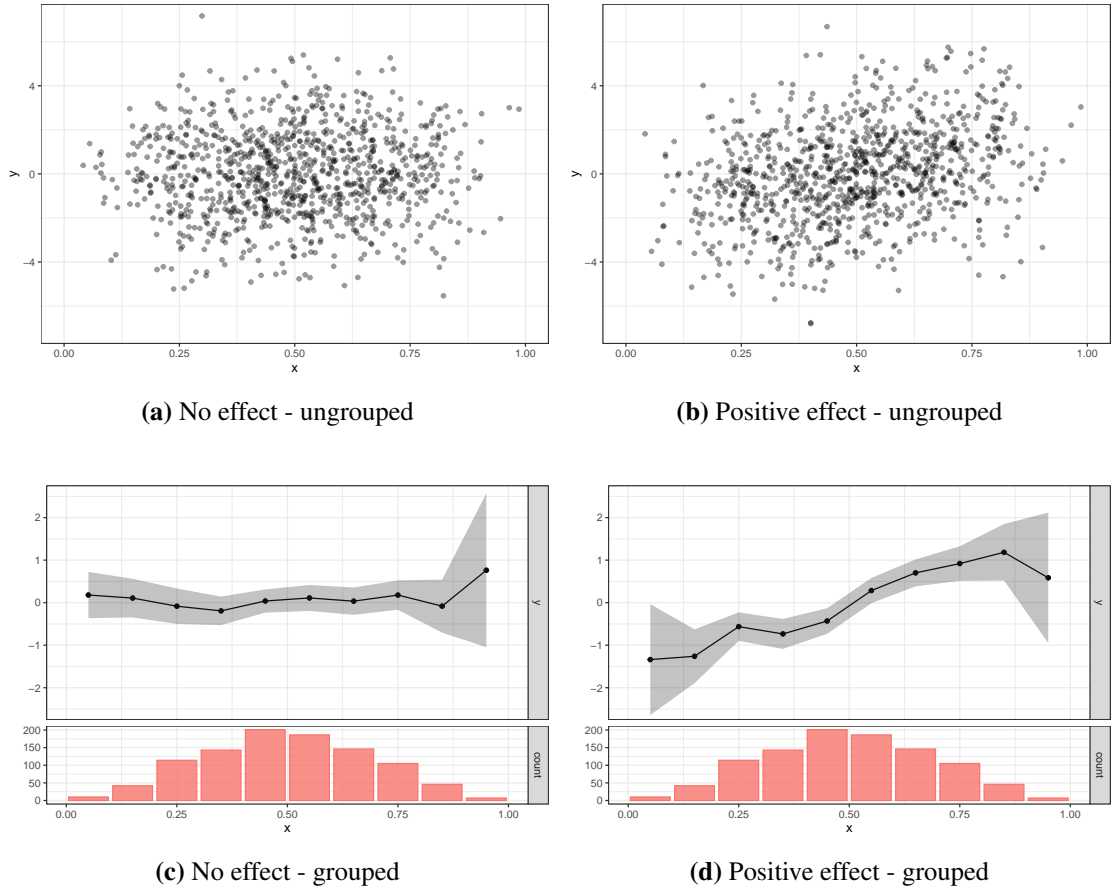 4
0
−4
y
0.00 0.25 0.50 0.75 1.00
x
(a) No effect - ungrouped
4
0
−4
y
0.00 0.25 0.50 0.75 1.00
x
(b) Positive effect - ungrouped
2
1
0
−1
−2
y
200
150
100
50
0
count
0.00 0.25 0.50 0.75 1.00
x
(c) No effect - grouped
2
1
0
−1
−2
y
200
150
100
50
0
count
0.00 0.25 0.50 0.75 1.00
x
(d) Positive effect - grouped